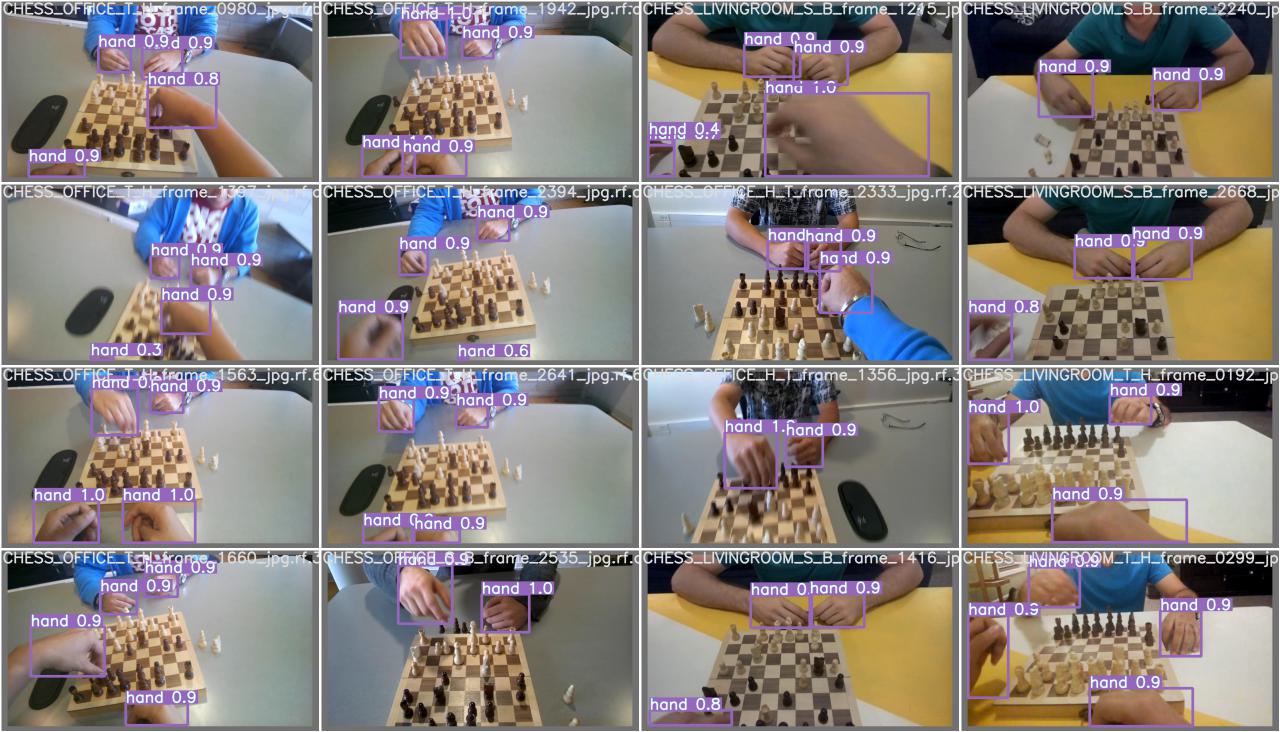 CHESS_OFFICE_T_H_frame_0980_jpg.rf.
hand 0.9
0.9
hand 0.8
hand 0.9
CHESS_OFFICE_T_H_frame_1942_jpg.rf.
hand 1.0
hand 0.9
hand
hand 0.9
CHESS_LIVINGROOM_S_B_frame_1215_jp
hand 0.9
hand 0.9
hand 1.0
hand 0.4
CHESS_LIVINGROOM_S_B_frame_2240_jp
hand 0.9
hand 0.9
CHESS_OFFICE_T_H_frame_1397_jpg.rf.
hand 0.9
hand 0.9
hand 0.9
hand 0.3
CHESS_OFFICE_T_H_frame_2394_jpg.rf.
hand 0.9
hand 0.9
hand 0.9
hand 0.6
CHESS_OFFICE_H_T_frame_2333_jpg.rf.2
hand
hand 0.9
hand 0.9
CHESS_LIVINGROOM_S_B_frame_2668_jp
hand 0.9
hand 0.9
hand 0.8
CHESS_OFFICE_T_H_frame_1563_jpg.rf.6
hand
hand 0.9
hand 1.0
hand 1.0
CHESS_OFFICE_T_H_frame_2641_jpg.rf.6
hand 0.9
hand 0.9
hand
hand 0.9
CHESS_OFFICE_H_T_frame_1356_jpg.rf.3
hand 1.0
hand 0.9
CHESS_LIVINGROOM_T_H_frame_0192_jp
hand 0.9
hand 1.0
hand 0.9
CHESS_OFFICE_T_H_frame_1660_jpg.rf.3
hand 0.9
hand 0.9
hand 0.9
hand 0.9
CHESS_OFFICE_S_B_frame_2535_jpg.rf.
hand 0.9
hand 1.0
CHESS_LIVINGROOM_S_B_frame_1416_jp
hand 0.
hand 0.9
hand 0.8
CHESS_LIVINGROOM_T_H_frame_0299_jp
hand 0.9
hand 0.9
hand 0.9
hand 0.9